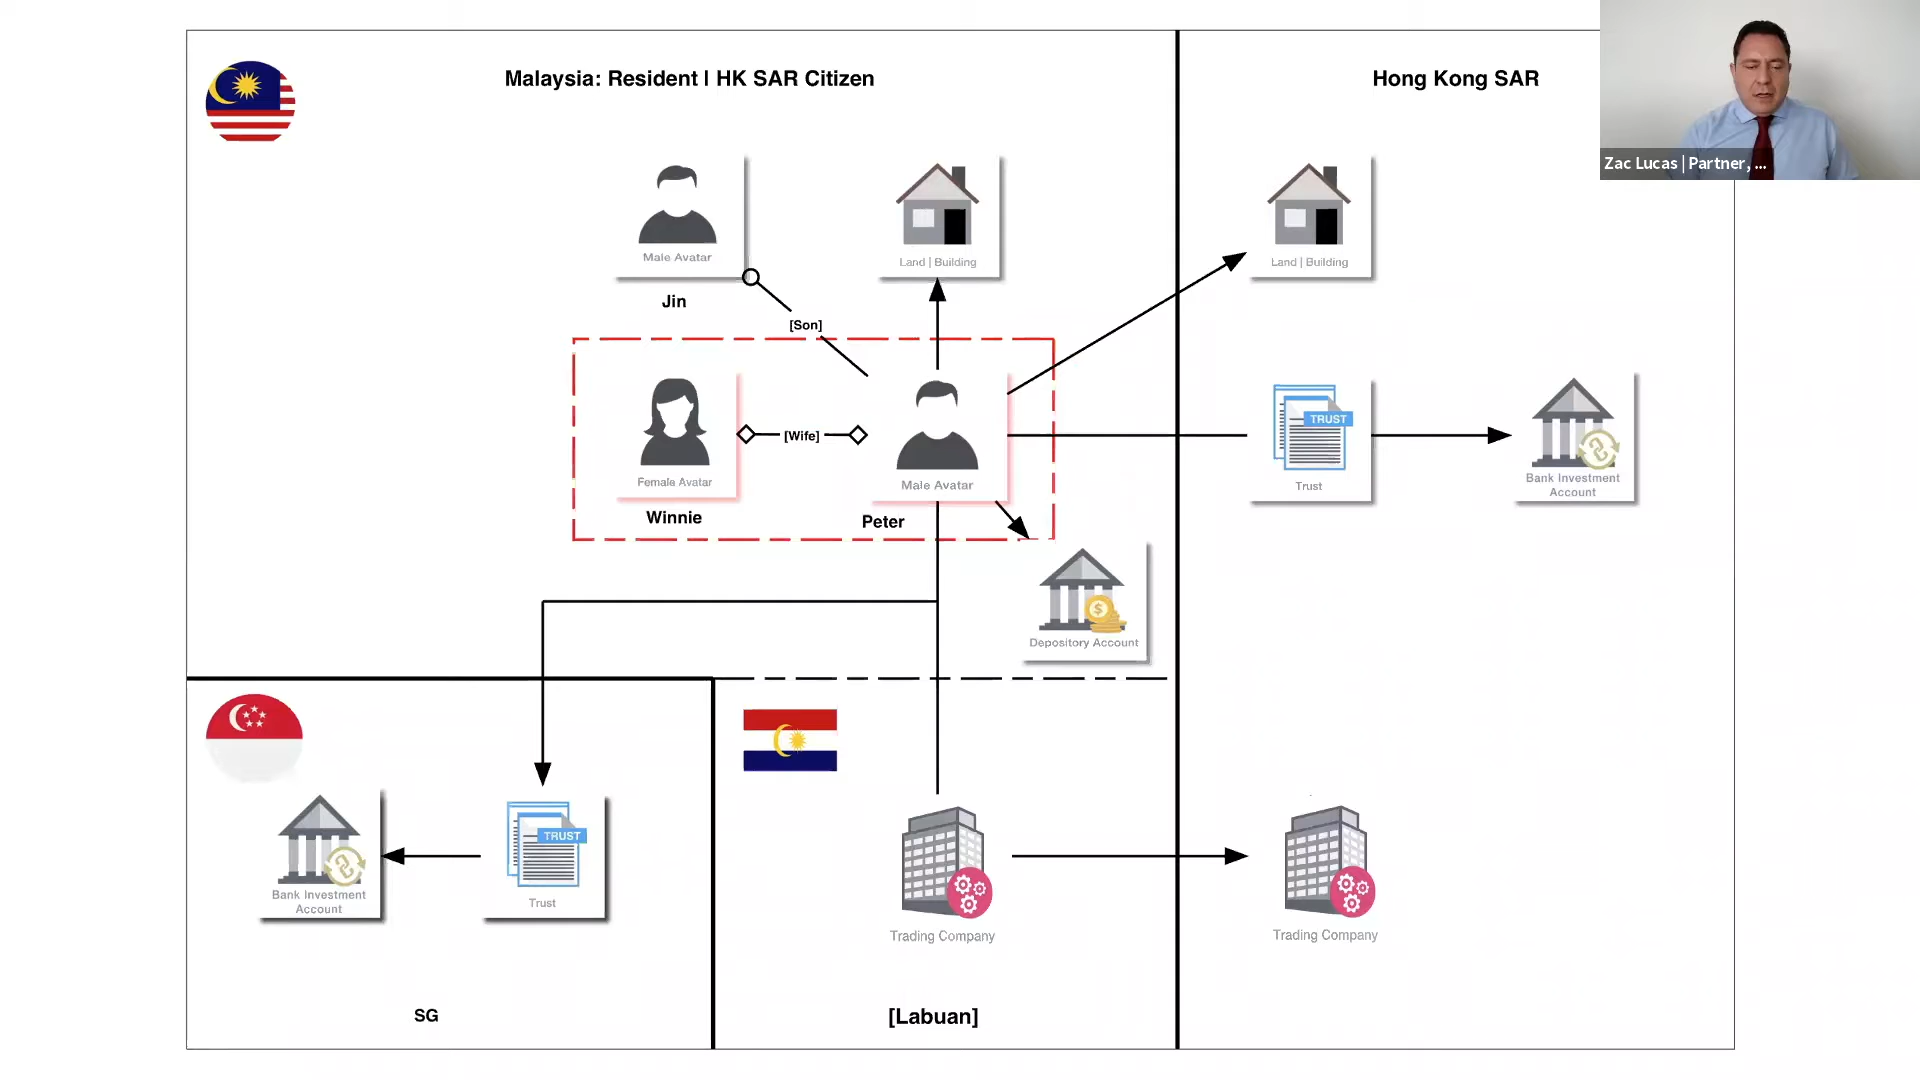 Malaysia: Resident | HK SAR Citizen
Hong Kong SAR
Zac Lucas | Partner, ...
Male Avatar
Jin
Land | Building
Land | Building
[Son]
Female Avatar
Winnie
[Wife]
Male Avatar
Peter
TRUST
Trust
Bank Investment
Account
Depository Account
Bank Investment
Account
TRUST
Trust
Trading Company
Trading Company
SG
[Labuan]